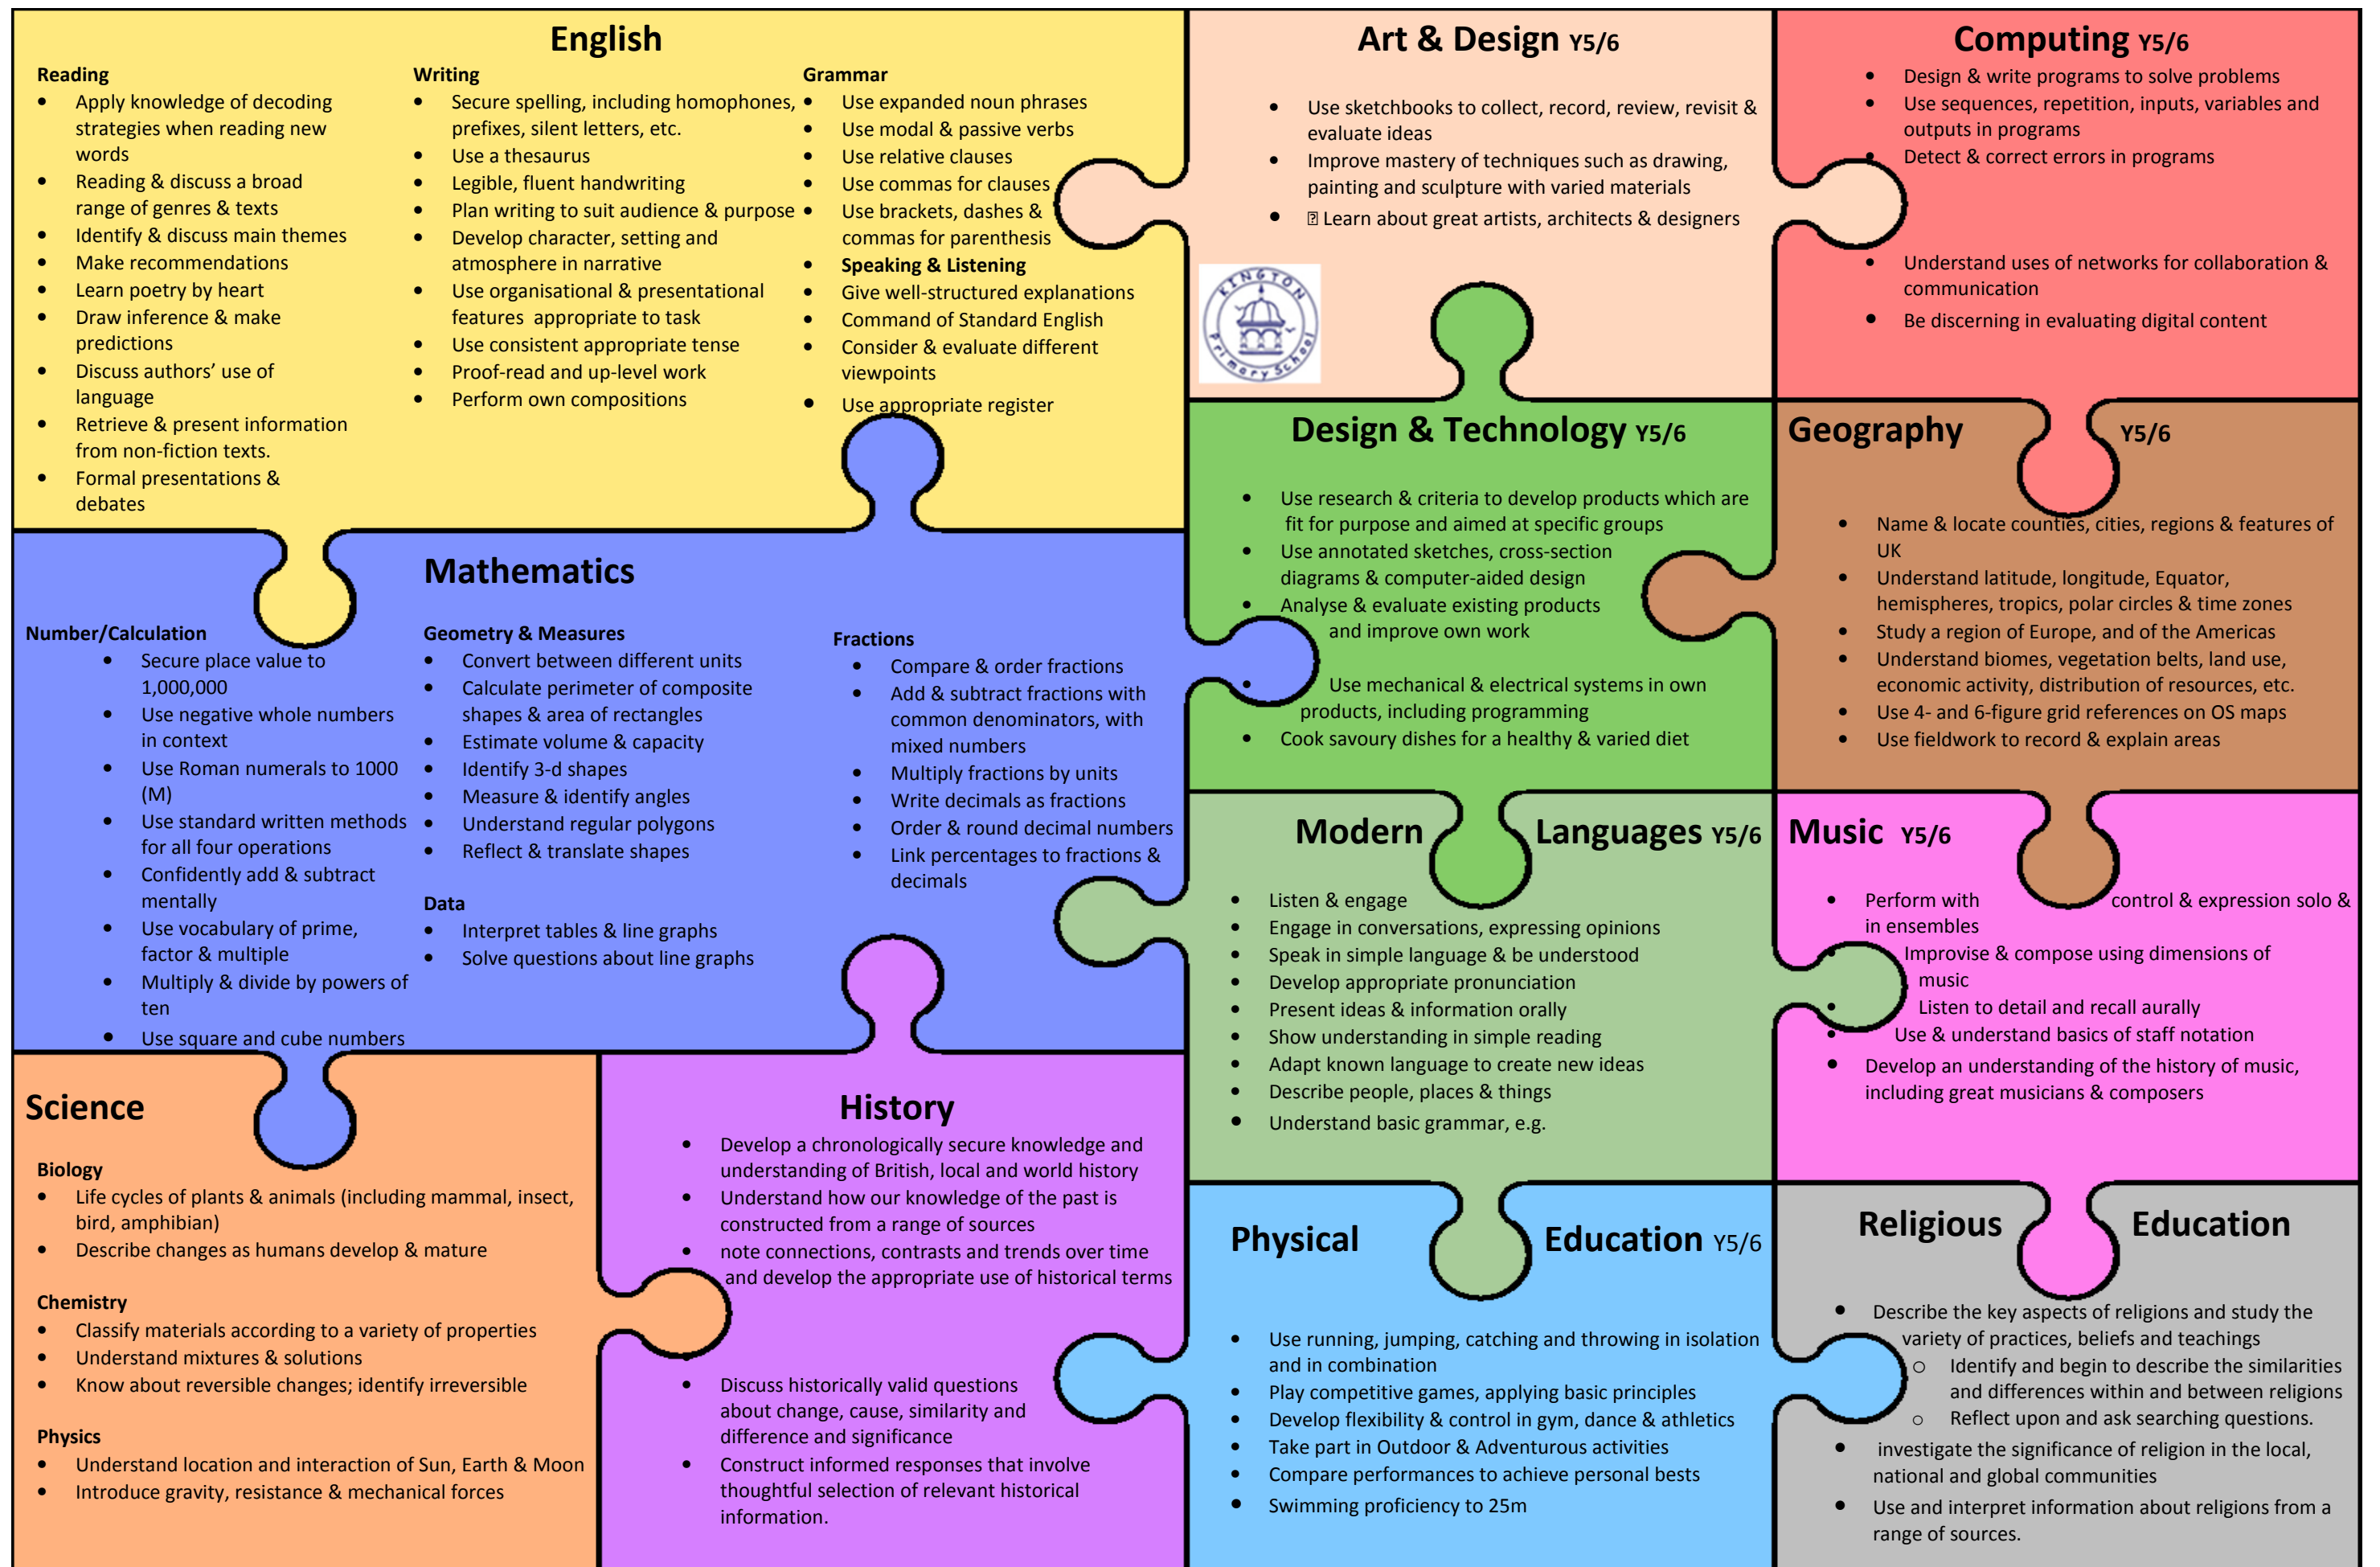 English
Reading
• Apply knowledge of decoding
strategies when reading new
words
• Reading & discuss a broad
range of genres & texts
• Identify & discuss main themes
• Make recommendations
• Learn poetry by heart
• Draw inference & make
predictions
• Discuss authors’ use of
language
• Retrieve & present information
from non-fiction texts.
• Formal presentations &
debates
Writing
• Secure spelling, including homophones,
prefixes, silent letters, etc.
• Use a thesaurus
• Legible, fluent handwriting
• Plan writing to suit audience & purpose
• Develop character, setting and
atmosphere in narrative
• Use organisational & presentational
features appropriate to task
• Use consistent appropriate tense
• Proof-read and up-level work
• Perform own compositions
Grammar
• Use expanded noun phrases
• Use modal & passive verbs
• Use relative clauses
• Use commas for clauses
• Use brackets, dashes &
commas for parenthesis
• Speaking & Listening
• Give well-structured explanations
• Command of Standard English
• Consider & evaluate different
viewpoints
• Use appropriate register
Art & Design Y5/6
• Use sketchbooks to collect, record, review, revisit &
evaluate ideas
• Improve mastery of techniques such as drawing,
painting and sculpture with varied materials
• Learn about great artists, architects & designers
KINGTON
Primary School
Computing Y5/6
• Design & write programs to solve problems
• Use sequences, repetition, inputs, variables and
outputs in programs
• Detect & correct errors in programs
• Understand uses of networks for collaboration &
communication
• Be discerning in evaluating digital content
Mathematics
Number/Calculation
• Secure place value to
1,000,000
• Use negative whole numbers
in context
• Use Roman numerals to 1000
(M)
• Use standard written methods
for all four operations
• Confidently add & subtract
mentally
• Use vocabulary of prime,
factor & multiple
• Multiply & divide by powers of
ten
• Use square and cube numbers
Geometry & Measures
• Convert between different units
• Calculate perimeter of composite
shapes & area of rectangles
• Estimate volume & capacity
• Identify 3-d shapes
• Measure & identify angles
• Understand regular polygons
• Reflect & translate shapes
Data
• Interpret tables & line graphs
• Solve questions about line graphs
Fractions
• Compare & order fractions
• Add & subtract fractions with
common denominators, with
mixed numbers
• Multiply fractions by units
• Write decimals as fractions
• Order & round decimal numbers
• Link percentages to fractions &
decimals
Design & Technology Y5/6
• Use research & criteria to develop products which are
fit for purpose and aimed at specific groups
• Use annotated sketches, cross-section
diagrams & computer-aided design
• Analyse & evaluate existing products
and improve own work
• Use mechanical & electrical systems in own
products, including programming
• Cook savoury dishes for a healthy & varied diet
Geography Y5/6
• Name & locate counties, cities, regions & features of
UK
• Understand latitude, longitude, Equator,
hemispheres, tropics, polar circles & time zones
• Study a region of Europe, and of the Americas
• Understand biomes, vegetation belts, land use,
economic activity, distribution of resources, etc.
• Use 4- and 6-figure grid references on OS maps
• Use fieldwork to record & explain areas
Modern Languages Y5/6
• Listen & engage
• Engage in conversations, expressing opinions
• Speak in simple language & be understood
• Develop appropriate pronunciation
• Present ideas & information orally
• Show understanding in simple reading
• Adapt known language to create new ideas
• Describe people, places & things
• Understand basic grammar, e.g.
Music Y5/6
• Perform with control & expression solo &
in ensembles
• Improvise & compose using dimensions of
music
• Listen to detail and recall aurally
• Use & understand basics of staff notation
• Develop an understanding of the history of music,
including great musicians & composers
Science
Biology
• Life cycles of plants & animals (including mammal, insect,
bird, amphibian)
• Describe changes as humans develop & mature
Chemistry
• Classify materials according to a variety of properties
• Understand mixtures & solutions
• Know about reversible changes; identify irreversible
Physics
• Understand location and interaction of Sun, Earth & Moon
• Introduce gravity, resistance & mechanical forces
History
• Develop a chronologically secure knowledge and
understanding of British, local and world history
• Understand how our knowledge of the past is
constructed from a range of sources
• note connections, contrasts and trends over time
and develop the appropriate use of historical terms
• Discuss historically valid questions
about change, cause, similarity and
difference and significance
• Construct informed responses that involve
thoughtful selection of relevant historical
information.
Physical Education Y5/6
• Use running, jumping, catching and throwing in isolation
and in combination
• Play competitive games, applying basic principles
• Develop flexibility & control in gym, dance & athletics
• Take part in Outdoor & Adventurous activities
• Compare performances to achieve personal bests
• Swimming proficiency to 25m
Religious Education
• Describe the key aspects of religions and study the
variety of practices, beliefs and teachings
o Identify and begin to describe the similarities
and differences within and between religions
o Reflect upon and ask searching questions.
• investigate the significance of religion in the local,
national and global communities
• Use and interpret information about religions from a
range of sources.